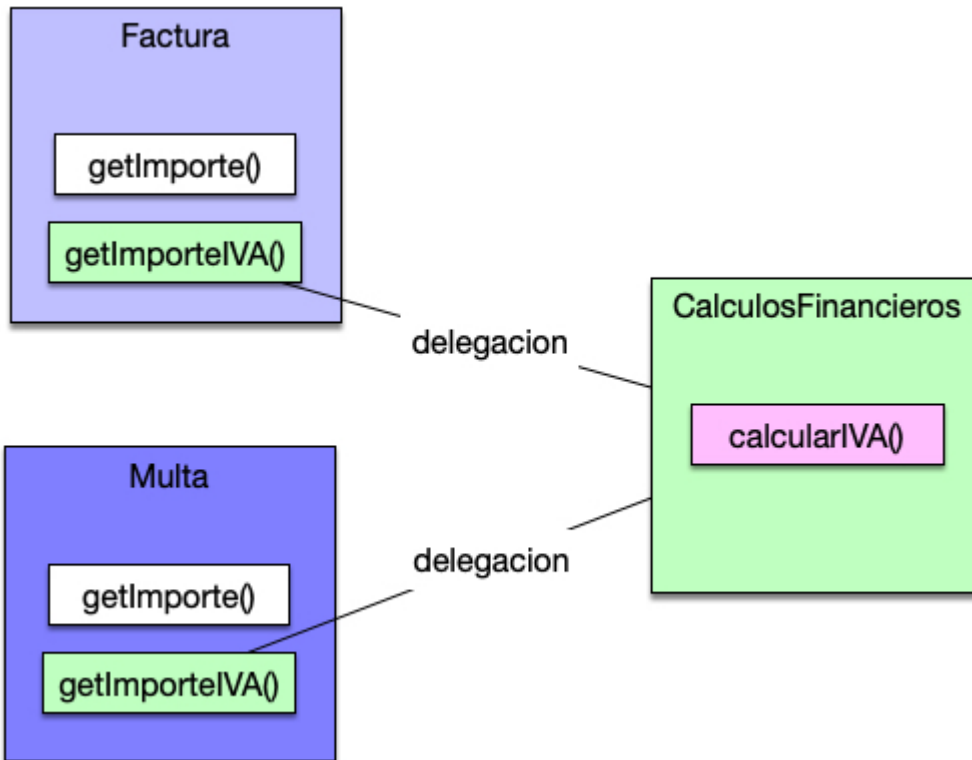 Factura
getImporte()
getImporteIVA()
delegacion
CalculosFinancieros
calcularIVA()
Multa
delegacion
getImporte()
getImporteIVA()